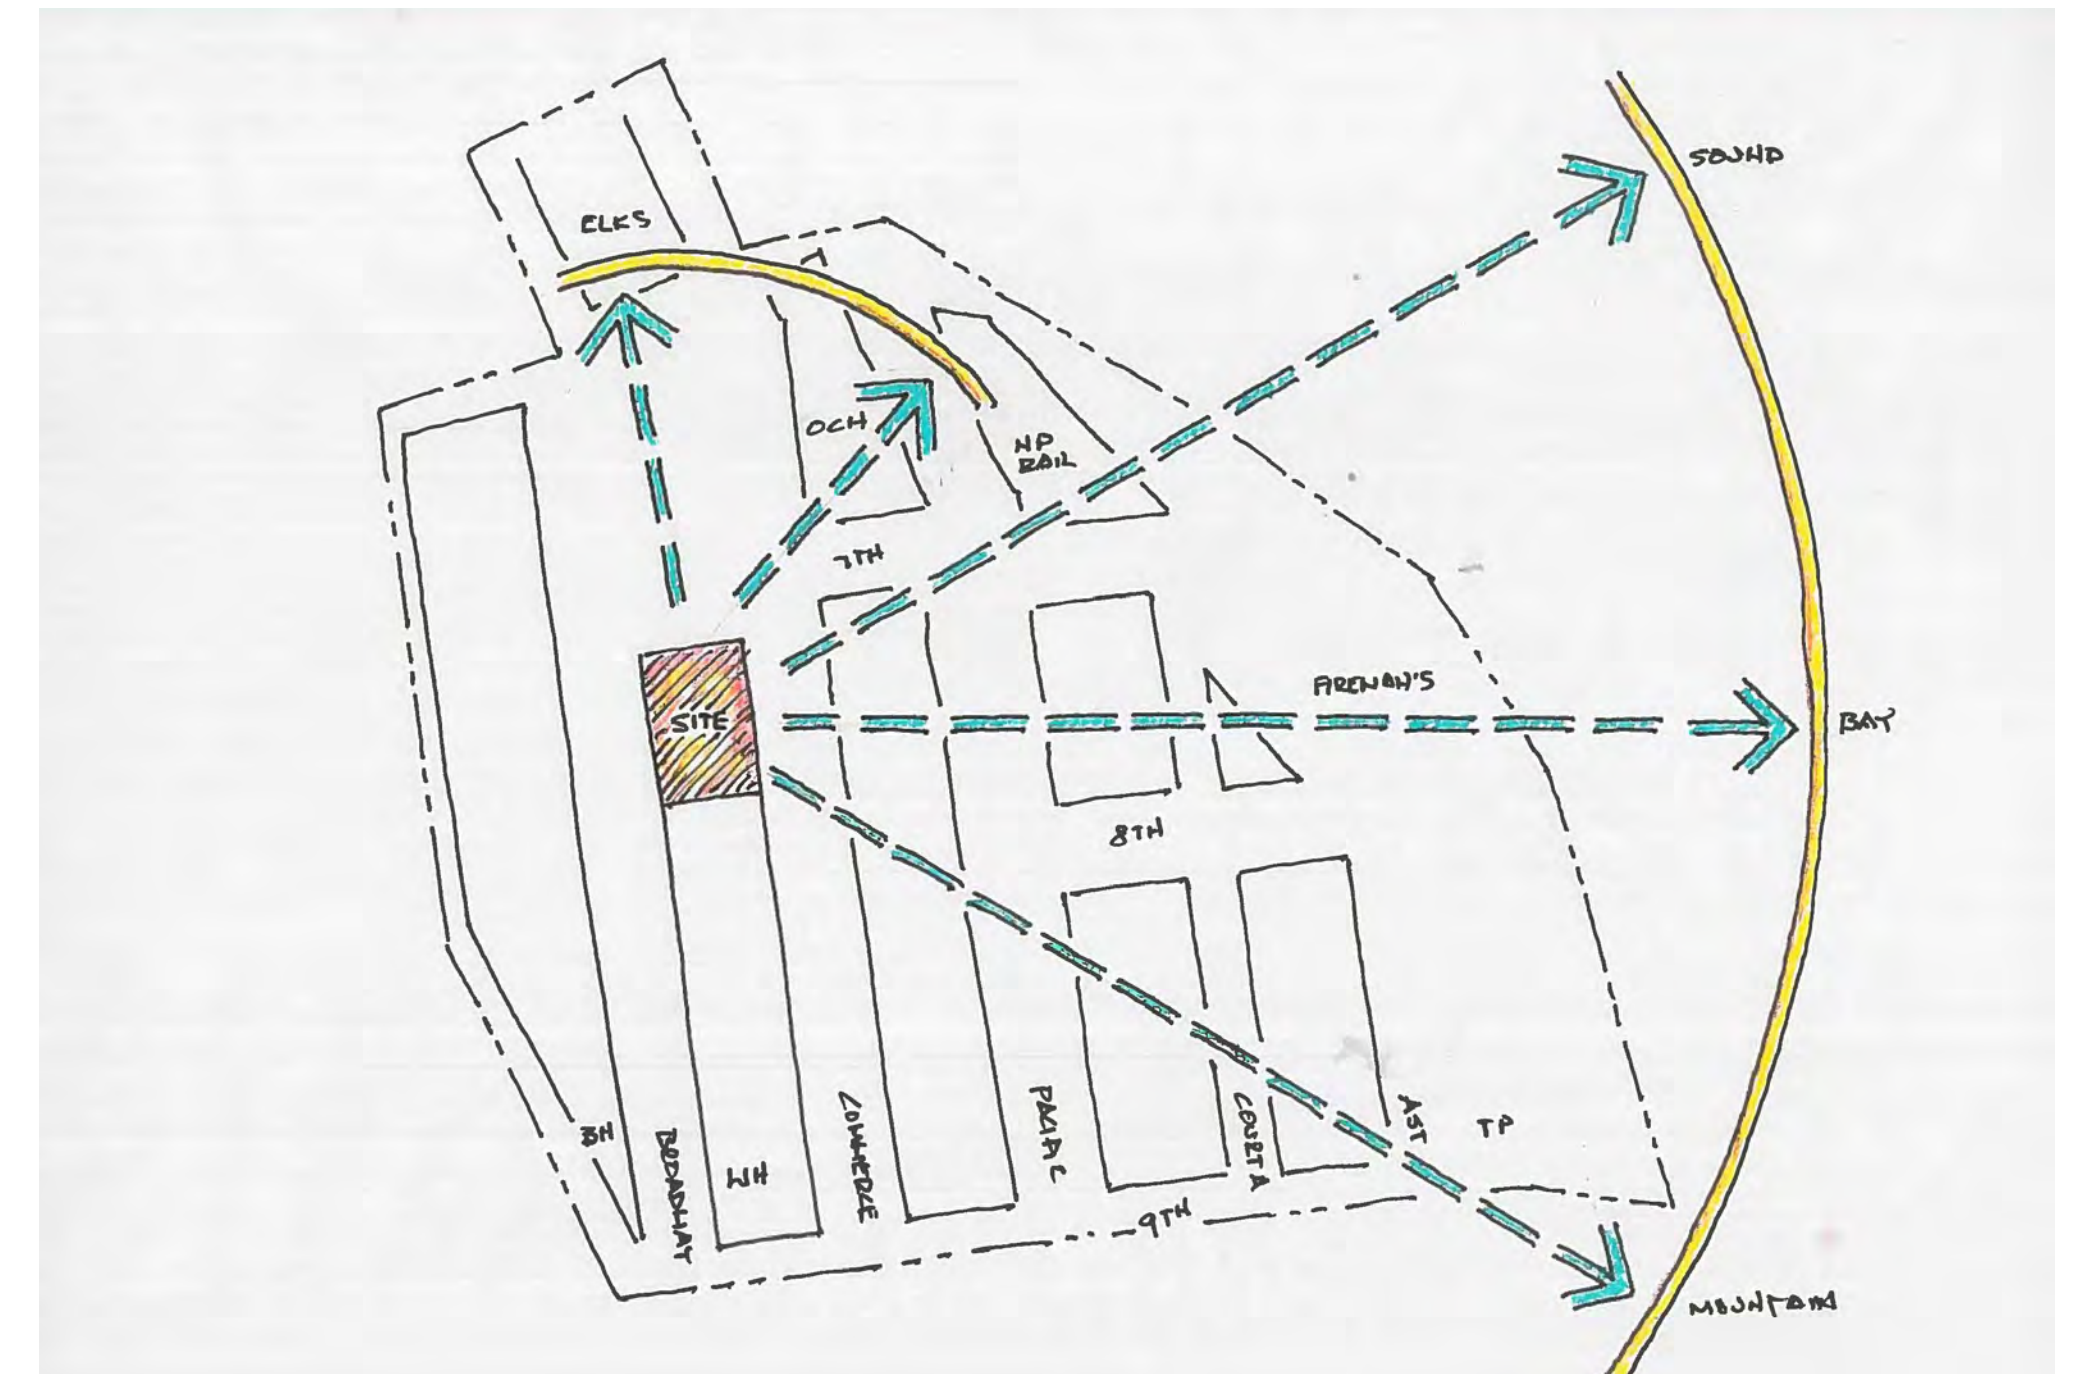 SOUND
ELKS
OCH
NP
RAIL
7TH
SITE
FIREMAN'S
BAY
8TH
BH
BROADWAY
WH
COMMERCE
PACIFIC
COURT A
AST
TP
9TH
MOUNTAIN